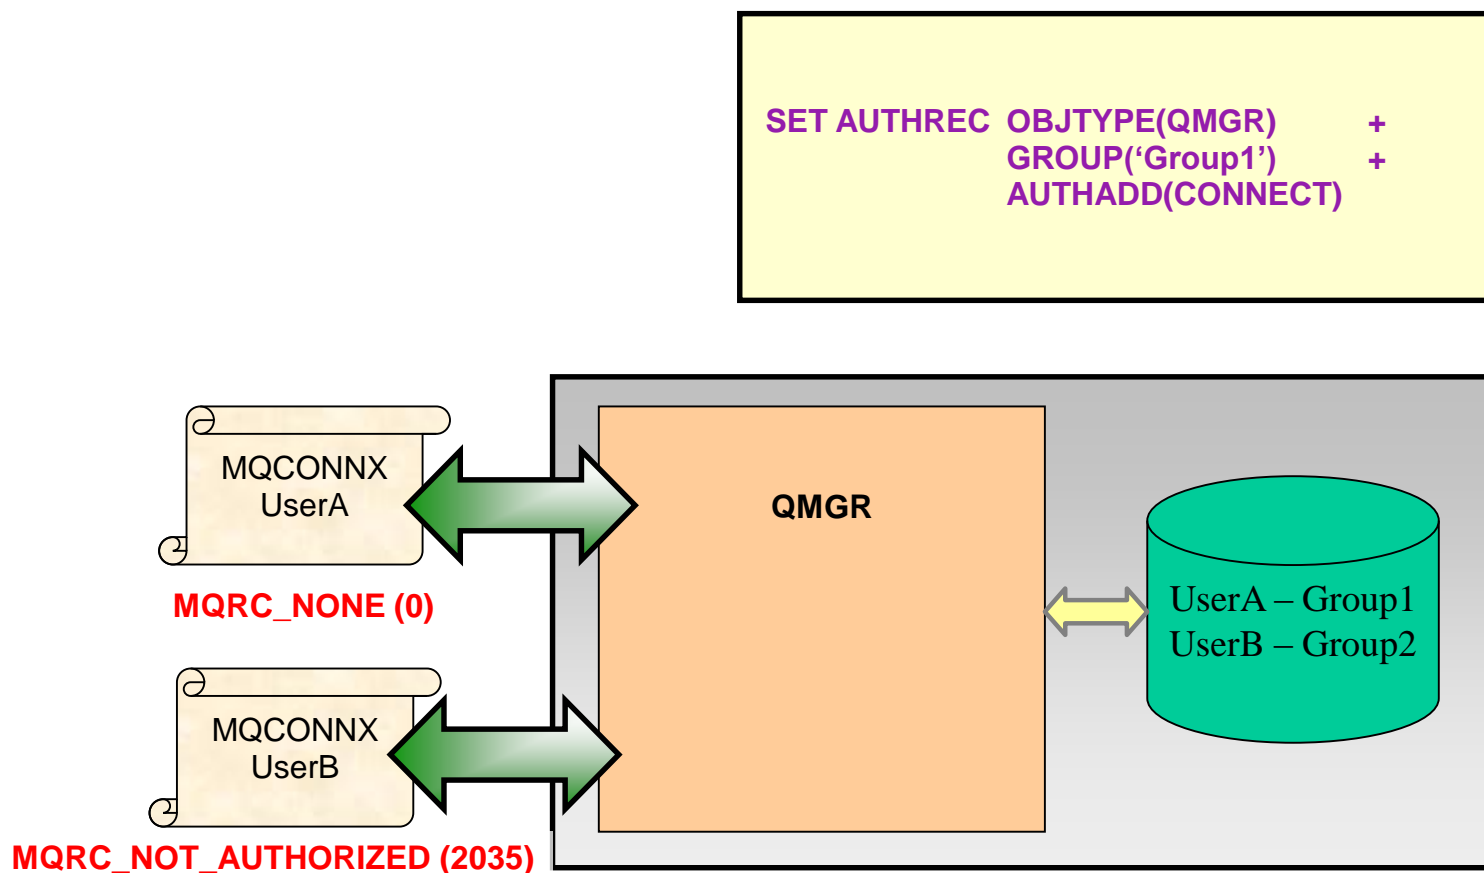 SET AUTHREC OBJTYPE(QMGR) +
GROUP(‘Group1’) +
AUTHADD(CONNECT)
MQCONNX
UserA
MQRC_NONE (0)
QMGR
UserA – Group1
UserB – Group2
MQCONNX
UserB
MQRC_NOT_AUTHORIZED (2035)